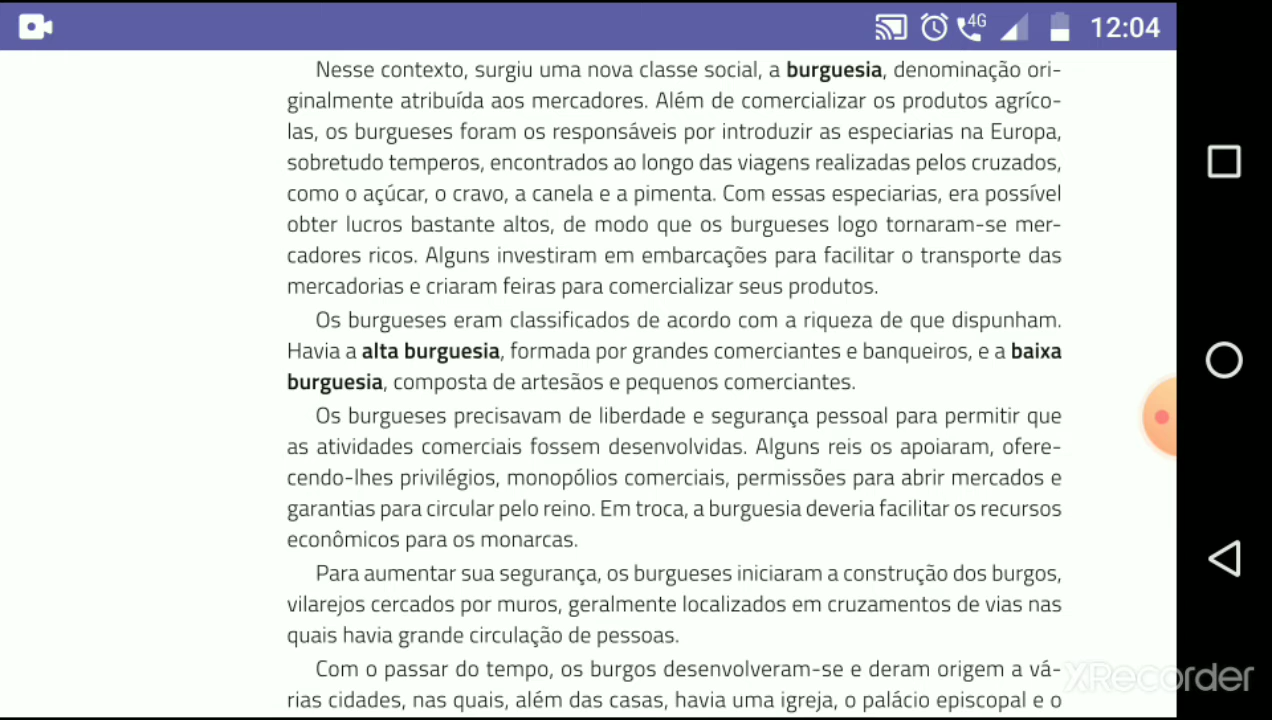 4G
12:04
Nesse contexto, surgiu uma nova classe social, a burguesia, denominação ori-
ginalmente atribuída aos mercadores. Além de comercializar os produtos agríco-
las, os burgueses foram os responsáveis por introduzir as especiarias na Europa,
sobretudo temperos, encontrados ao longo das viagens realizadas pelos cruzados,
como o açúcar, o cravo, a canela e a pimenta. Com essas especiarias, era possível
obter lucros bastante altos, de modo que os burgueses logo tornaram-se mer-
cadores ricos. Alguns investiram em embarcações para facilitar o transporte das
mercadorias e criaram feiras para comercializar seus produtos.
Os burgueses eram classificados de acordo com a riqueza de que dispunham.
Havia a alta burguesia, formada por grandes comerciantes e banqueiros, e a baixa
burguesia, composta de artesãos e pequenos comerciantes.
Os burgueses precisavam de liberdade e segurança pessoal para permitir que
as atividades comerciais fossem desenvolvidas. Alguns reis os apoiaram, ofere-
cendo-lhes privilégios, monopólios comerciais, permissões para abrir mercados e
garantias para circular pelo reino. Em troca, a burguesia deveria facilitar os recursos
econômicos para os monarcas.
Para aumentar sua segurança, os burgueses iniciaram a construção dos burgos,
vilarejos cercados por muros, geralmente localizados em cruzamentos de vias nas
quais havia grande circulação de pessoas.
Com o passar do tempo, os burgos desenvolveram-se e deram origem a vá-
rias cidades, nas quais, além das casas, havia uma igreja, o palácio episcopal e o
XRecorder